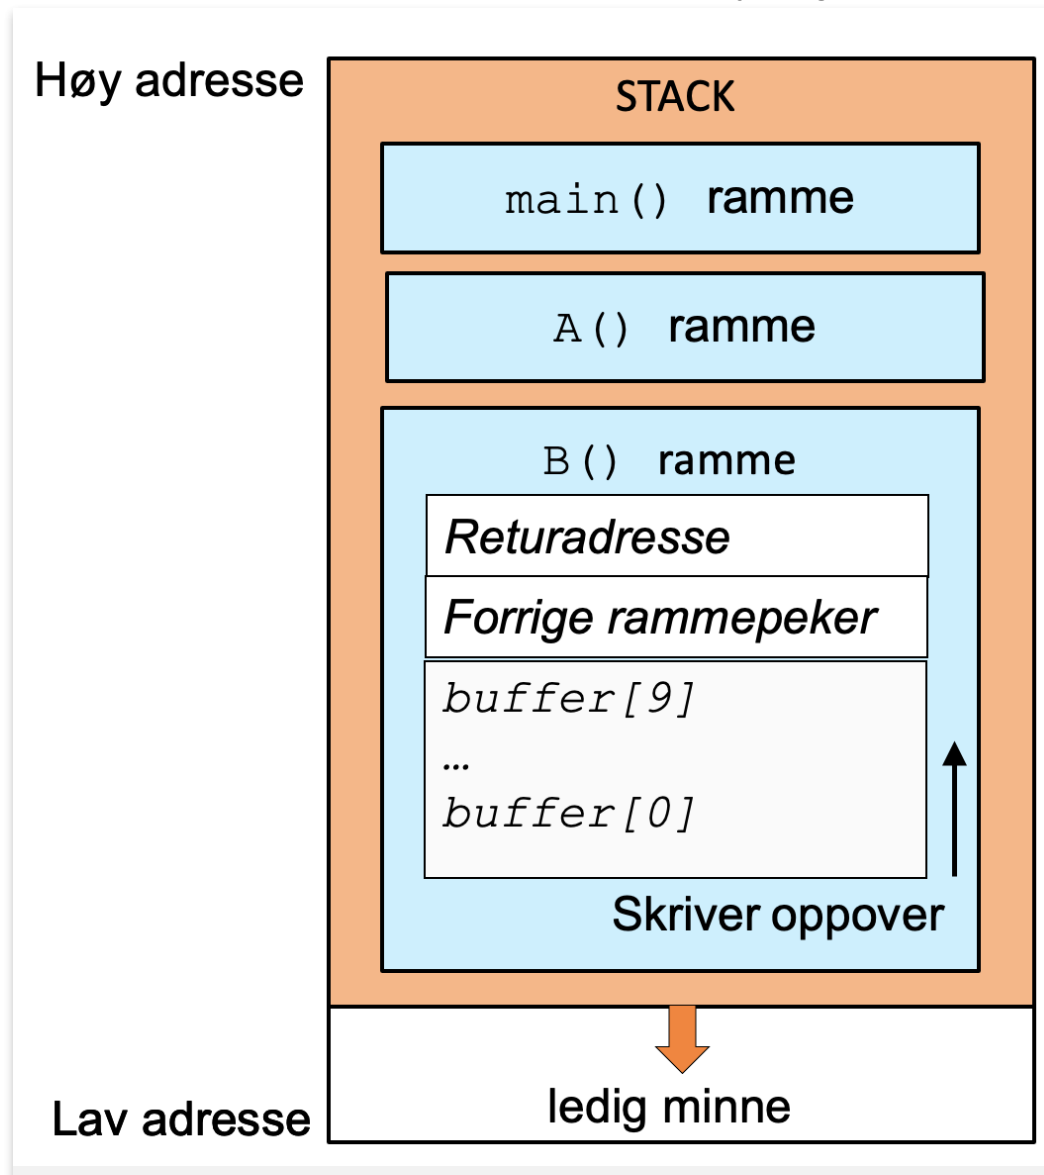 Høy adresse
STACK
main() ramme
A() ramme
B() ramme
Returadresse
Forrige rammepeker
buffer[9]
…
buffer[0]
Skriver oppover
ledig minne
Lav adresse